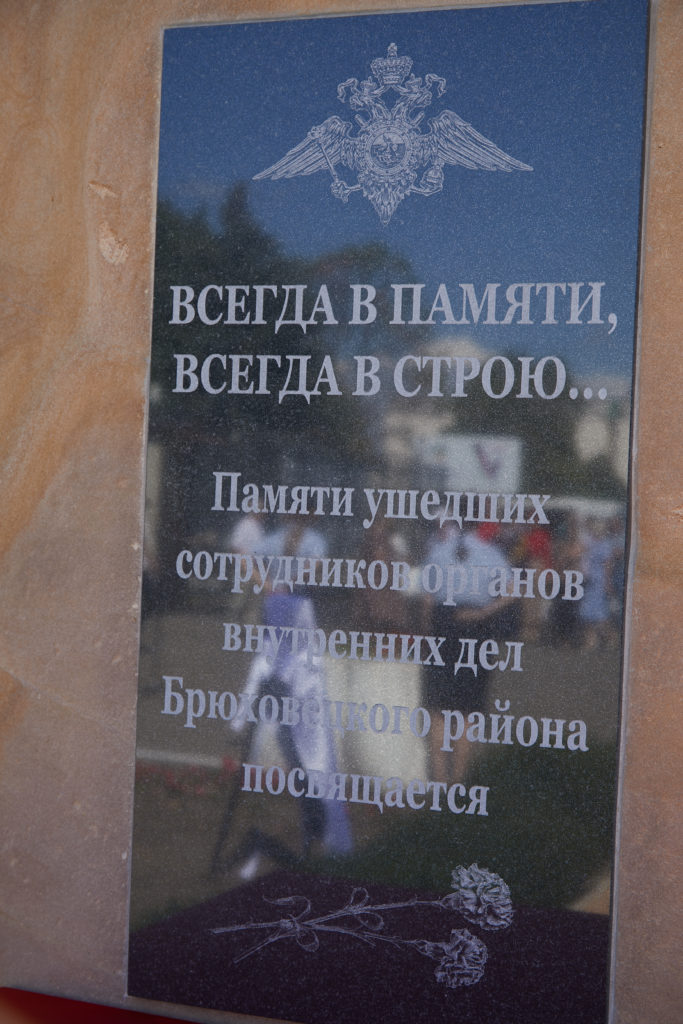 ВСЕГДА В ПАМЯТИ,
ВСЕГДА В СТРОЮ...
Памяти ушедших
сотрудников органов
внутренних дел
Брюховецкого района
посвящается